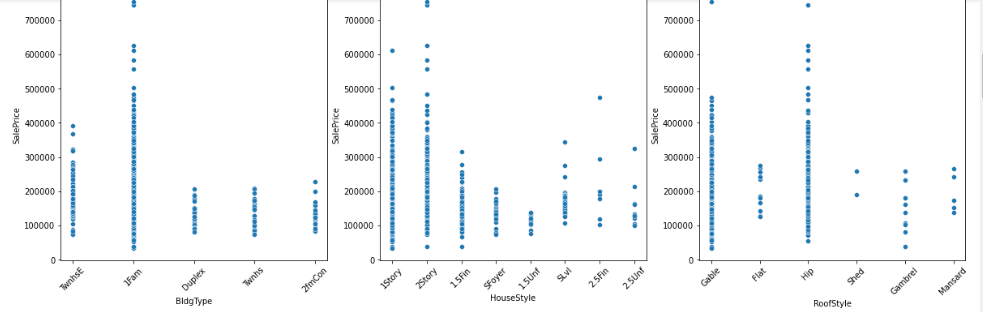 700000
600000
500000
400000
300000
200000
100000
0
SalePrice
TwnhsE
1Fam
Duplex
Twnhs
2fmCon
BldgType
700000
600000
500000
400000
300000
200000
100000
0
SalePrice
1Story
2Story
1.5Fin
SFoyer
1.5Unf
SLvl
2.5Fin
2.5Unf
HouseStyle
700000
600000
500000
400000
300000
200000
100000
0
SalePrice
Gable
Flat
Hip
Shed
Gambrel
Mansard
RoofStyle